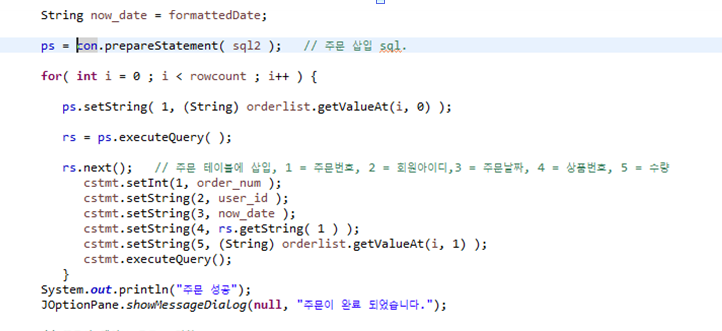 String now_date = formattedDate;
ps = con.prepareStatement( sql2 );   // 주문 삽입 sql.
for( int i = 0 ; i < rowcount ; i++ ) {
ps.setString( 1, (String) orderlist.getValueAt(i, 0) );
rs = ps.executeQuery( );
rs.next();   // 주문 테이블에 삽입, 1 = 주문번호, 2 = 회원아이디,3 = 주문날짜, 4 = 상품번호, 5 = 수량
cstmt.setInt(1, order_num );
cstmt.setString(2, user_id );
cstmt.setString(3, now_date );
cstmt.setString(4, rs.getString( 1 ) );
cstmt.setString(5, (String) orderlist.getValueAt(i, 1) );
cstmt.executeQuery();
}
System.out.println("주문 성공");
JOptionPane.showMessageDialog(null, "주문이 완료 되었습니다.");